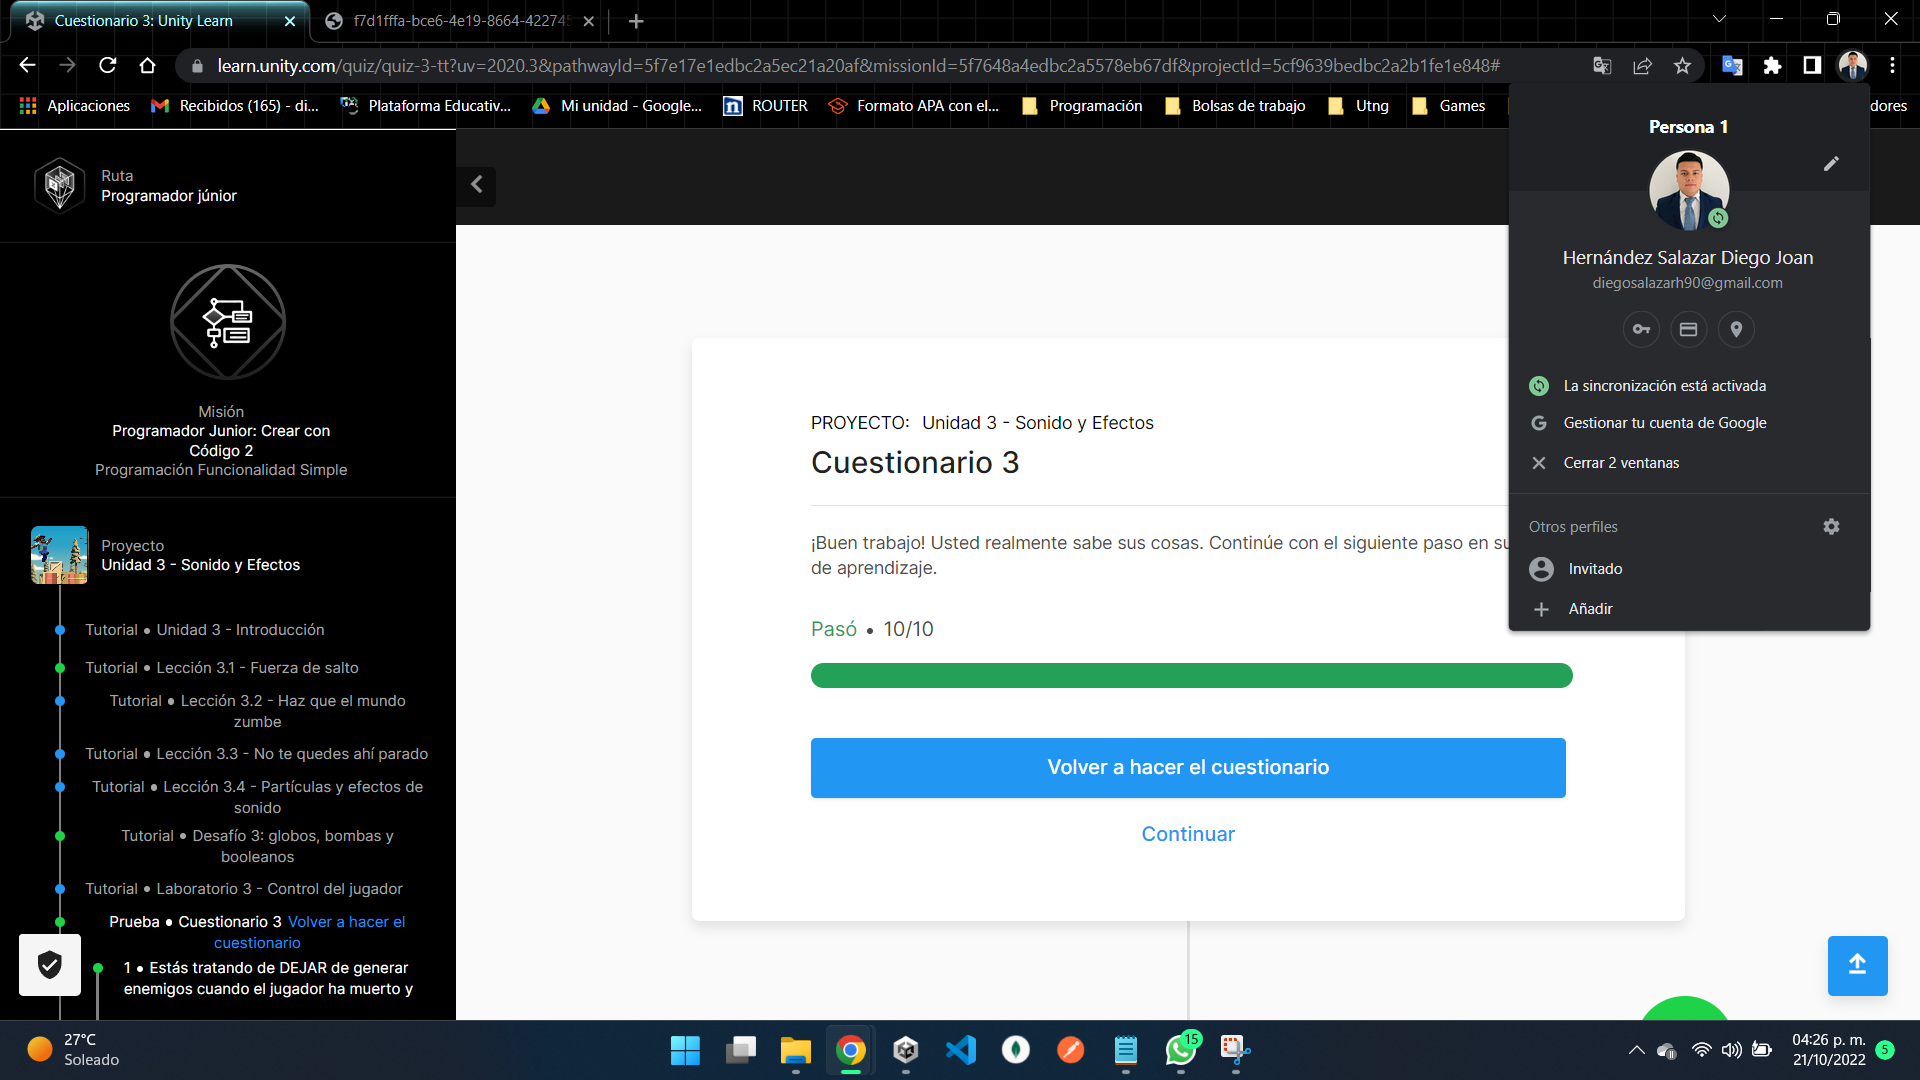 Cuestionario 3: Unity Learn
f7d1fffa-bce6-4e19-8664-422745
learn.unity.com/quiz/quiz-3-tt?uv=2020.3&pathwayId=5f7e17e1edbc2a5ec21a20af&missionId=5f7648a4edbc2a5578eb67df&projectId=5cf9639bedbc2a2b1fe1e848#
Aplicaciones
Recibidos (165) - di...
Plataforma Educativ...
Mi unidad - Google...
ROUTER
Formato APA con el...
Programación
Bolsas de trabajo
Utng
Games
dores
Ruta
Programador júnior
Misión
Programador Junior: Crear con
Código 2
Programación Funcionalidad Simple
Proyecto
Unidad 3 - Sonido y Efectos
Tutorial • Unidad 3 - Introducción
Tutorial • Lección 3.1 - Fuerza de salto
Tutorial • Lección 3.2 - Haz que el mundo
zumbe
Tutorial • Lección 3.3 - No te quedes ahí parado
Tutorial • Lección 3.4 - Partículas y efectos de
sonido
Tutorial • Desafío 3: globos, bombas y
booleanos
Tutorial • Laboratorio 3 - Control del jugador
Prueba • Cuestionario 3 Volver a hacer el
cuestionario
1 • Estás tratando de DEJAR de generar
enemigos cuando el jugador ha muerto y
PROYECTO: Unidad 3 - Sonido y Efectos
Cuestionario 3
¡Buen trabajo! Usted realmente sabe sus cosas. Continúe con el siguiente paso en su
de aprendizaje.
Pasó • 10/10
Volver a hacer el cuestionario
Continuar
Persona 1
Hernández Salazar Diego Joan
diegosalazarh90@gmail.com
La sincronización está activada
Gestionar tu cuenta de Google
Cerrar 2 ventanas
Otros perfiles
Invitado
Añadir
27°C
Soleado
15
04:26 p. m.
21/10/2022
5